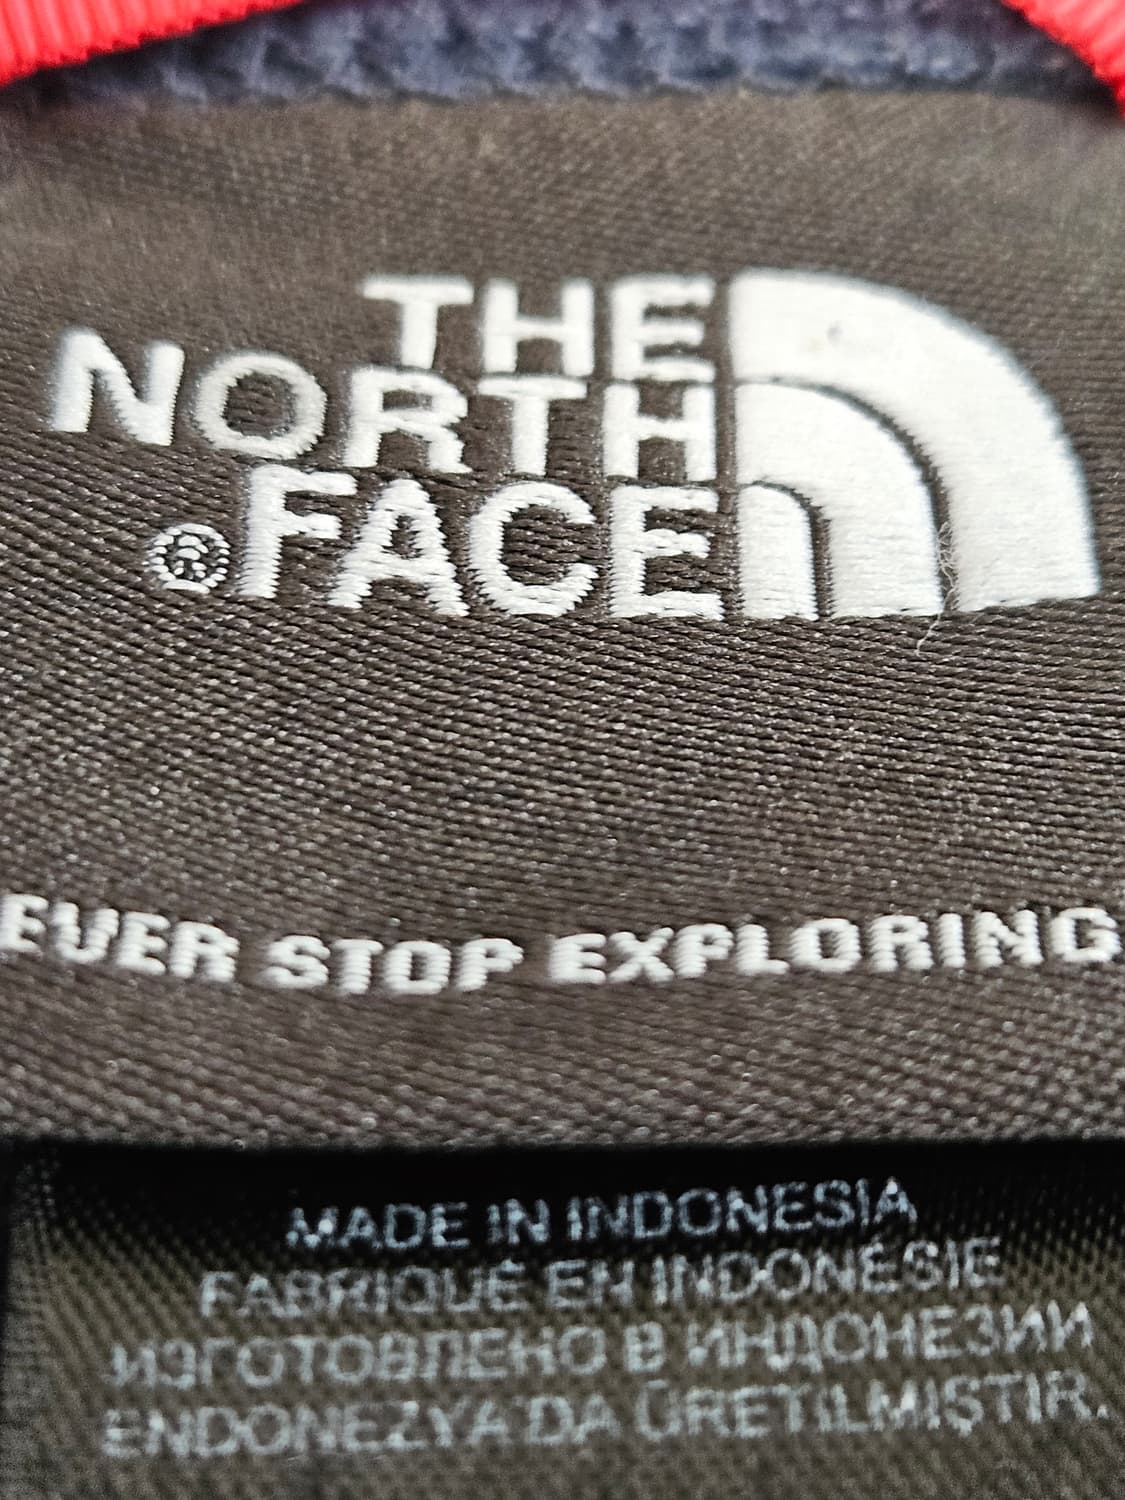 THE
NORTH
FACE
®
EVER STOP EXPLORING
MADE IN INDONESIA
FABRIQUÉ EN INDONÉSIE
ИЗГОТОВЛЕНО В ИНДОНЕЗИИ
ENDONEZYA'DA ÜRETİLMİŞTİR.